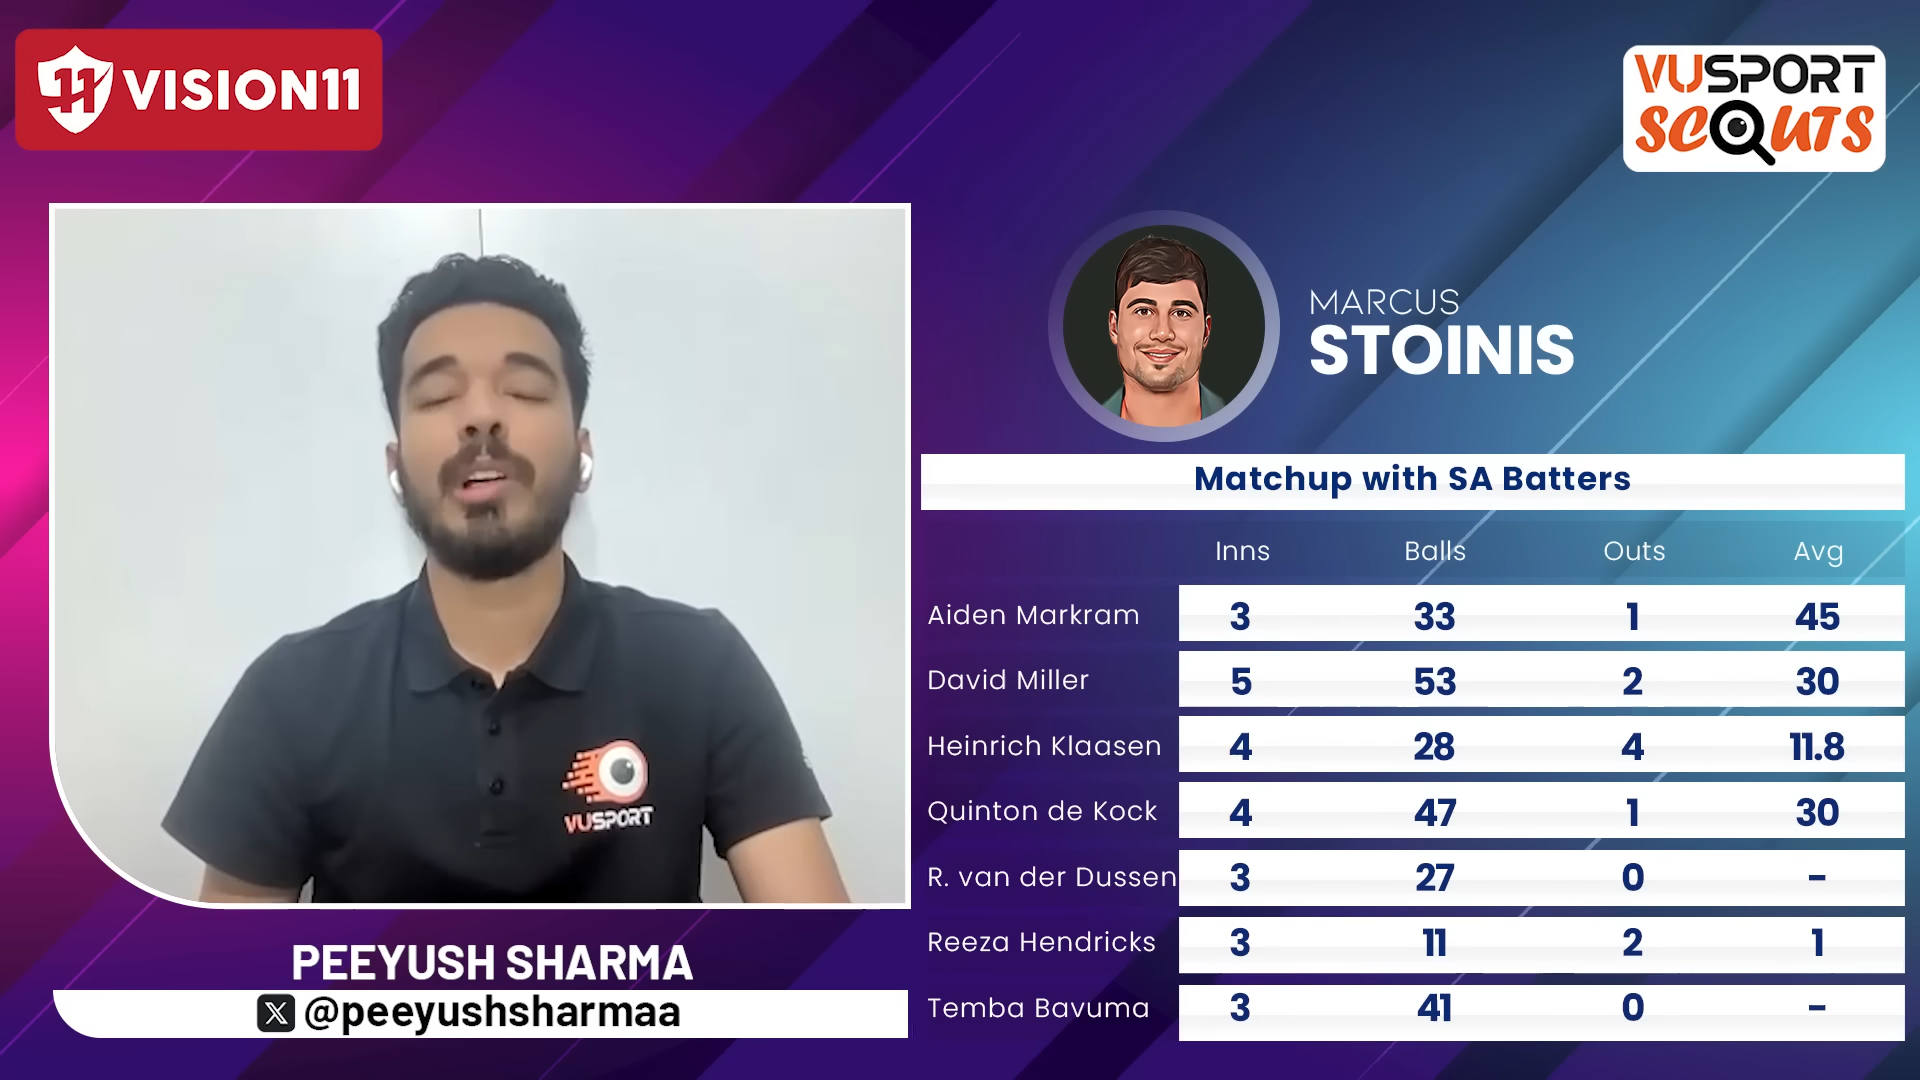 11 VISION11
VUSPORT
SCOUTS
MARCUS
STOINIS
Matchup with SA Batters
Inns Balls Outs Avg
Aiden Markram 3 33 1 45
David Miller 5 53 2 30
Heinrich Klaasen 4 28 4 11.8
Quinton de Kock 4 47 1 30
R. van der Dussen 3 27 0 -
Reeza Hendricks 3 11 2 1
Temba Bavuma 3 41 0 -
VUSPORT
PEEYUSH SHARMA
X @peeyushsharmaa